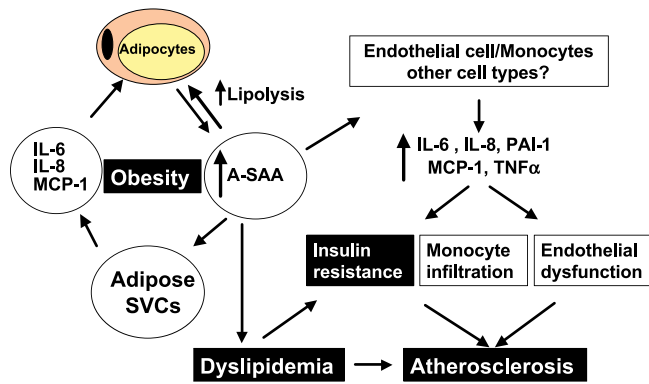 Adipocytes
Lipolysis
Endothelial cell/Monocytes
other cell types?
IL-6
IL-8
MCP-1
Obesity
A-SAA
IL-6 , IL-8, PAI-1
MCP-1, TNFα
Adipose
SVCs
Insulin
resistance
Monocyte
infiltration
Endothelial
dysfunction
Dyslipidemia
Atherosclerosis